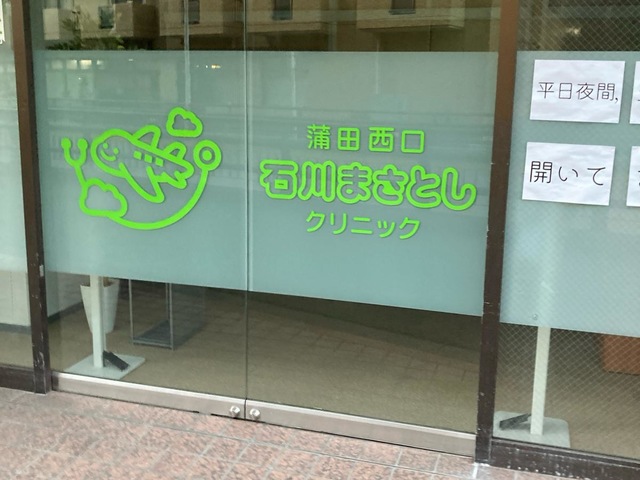 蒲田西口
石川まさとし
クリニック
平日夜間,
開いて